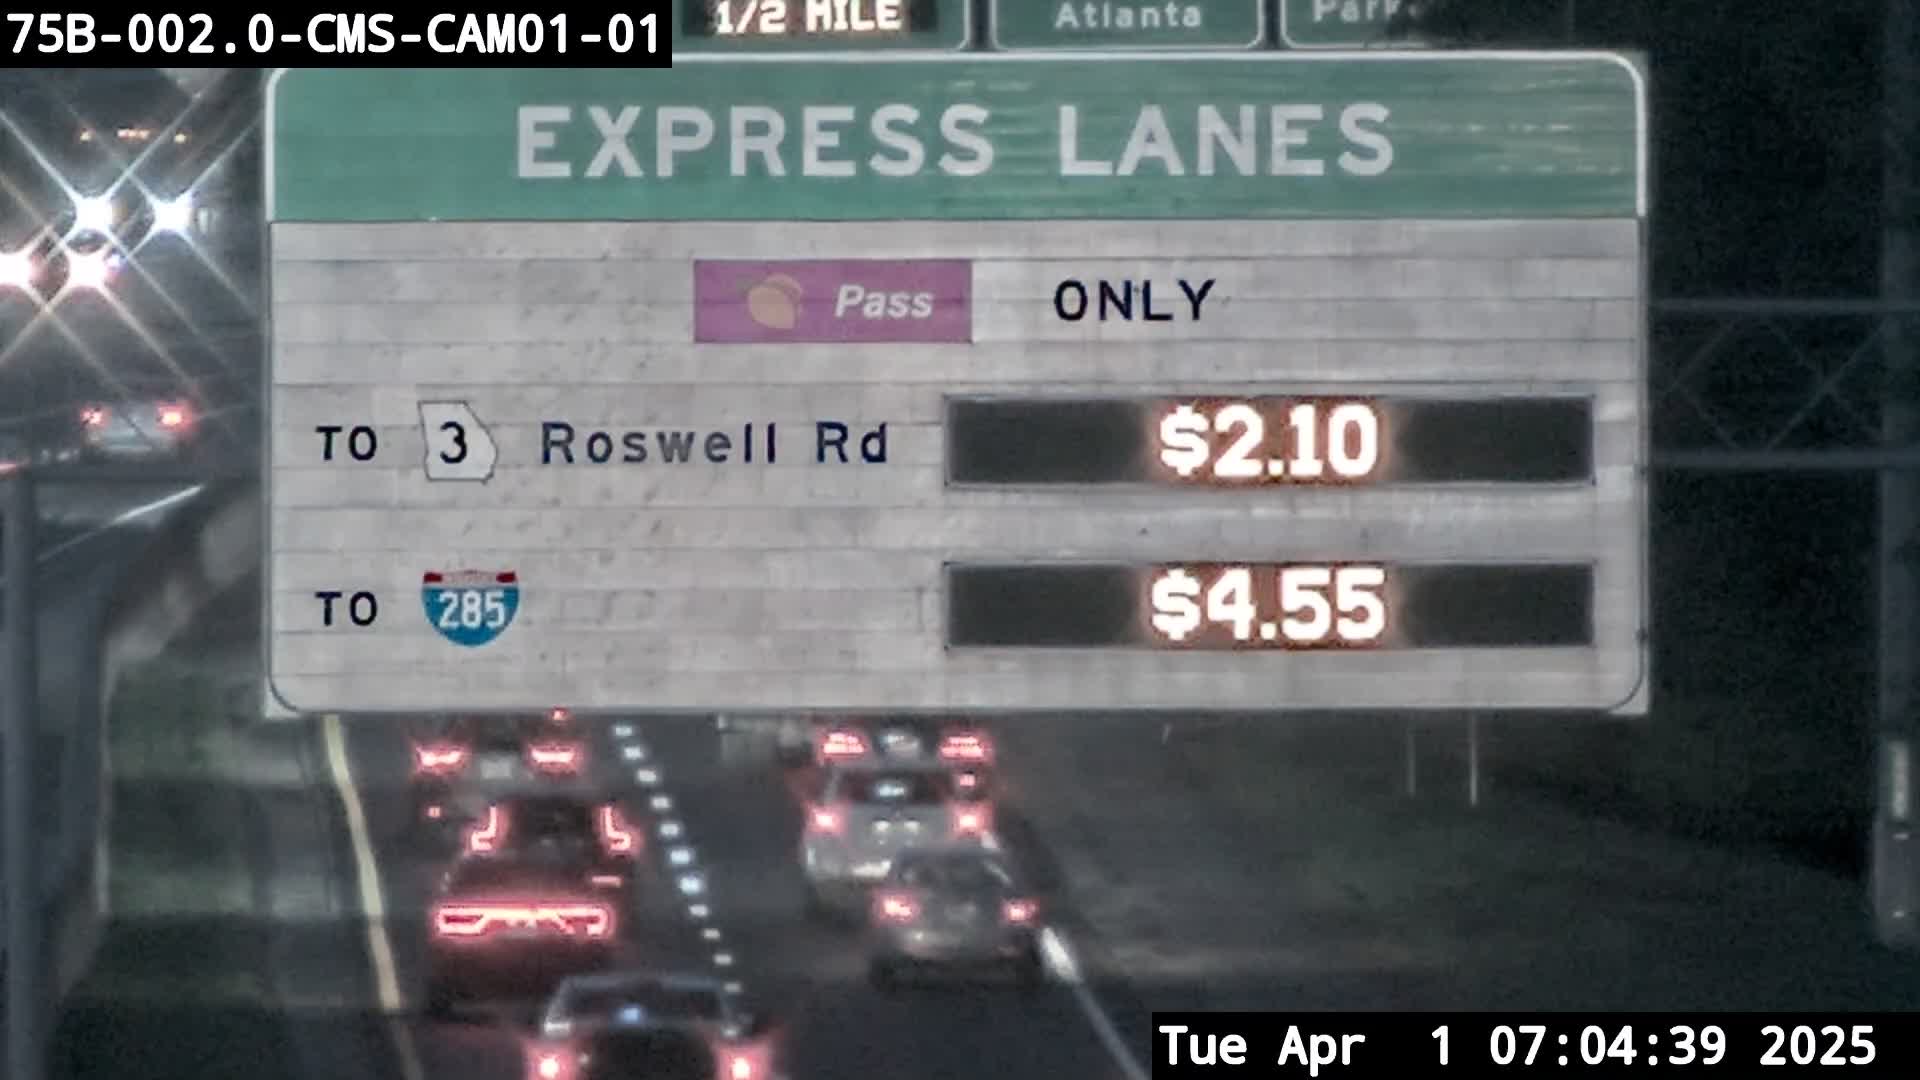 75B-002.0-CMS-CAM01-01
1/2 MILE
Atlanta
EXPRESS LANES
Pass ONLY
TO 3 Roswell Rd $2.10
TO 285 $4.55
Tue Apr 1 07:04:39 2025